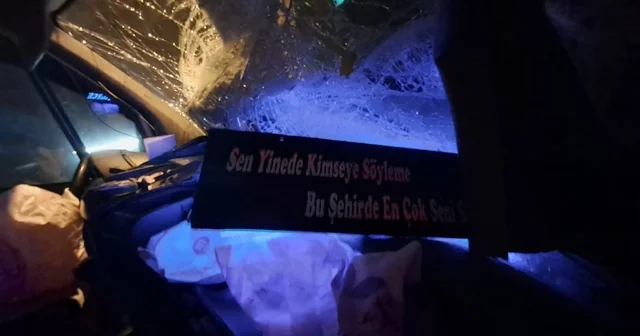 Sen Yinede Kimseye Söyleme
Bu Şehirde En Çok Seni S